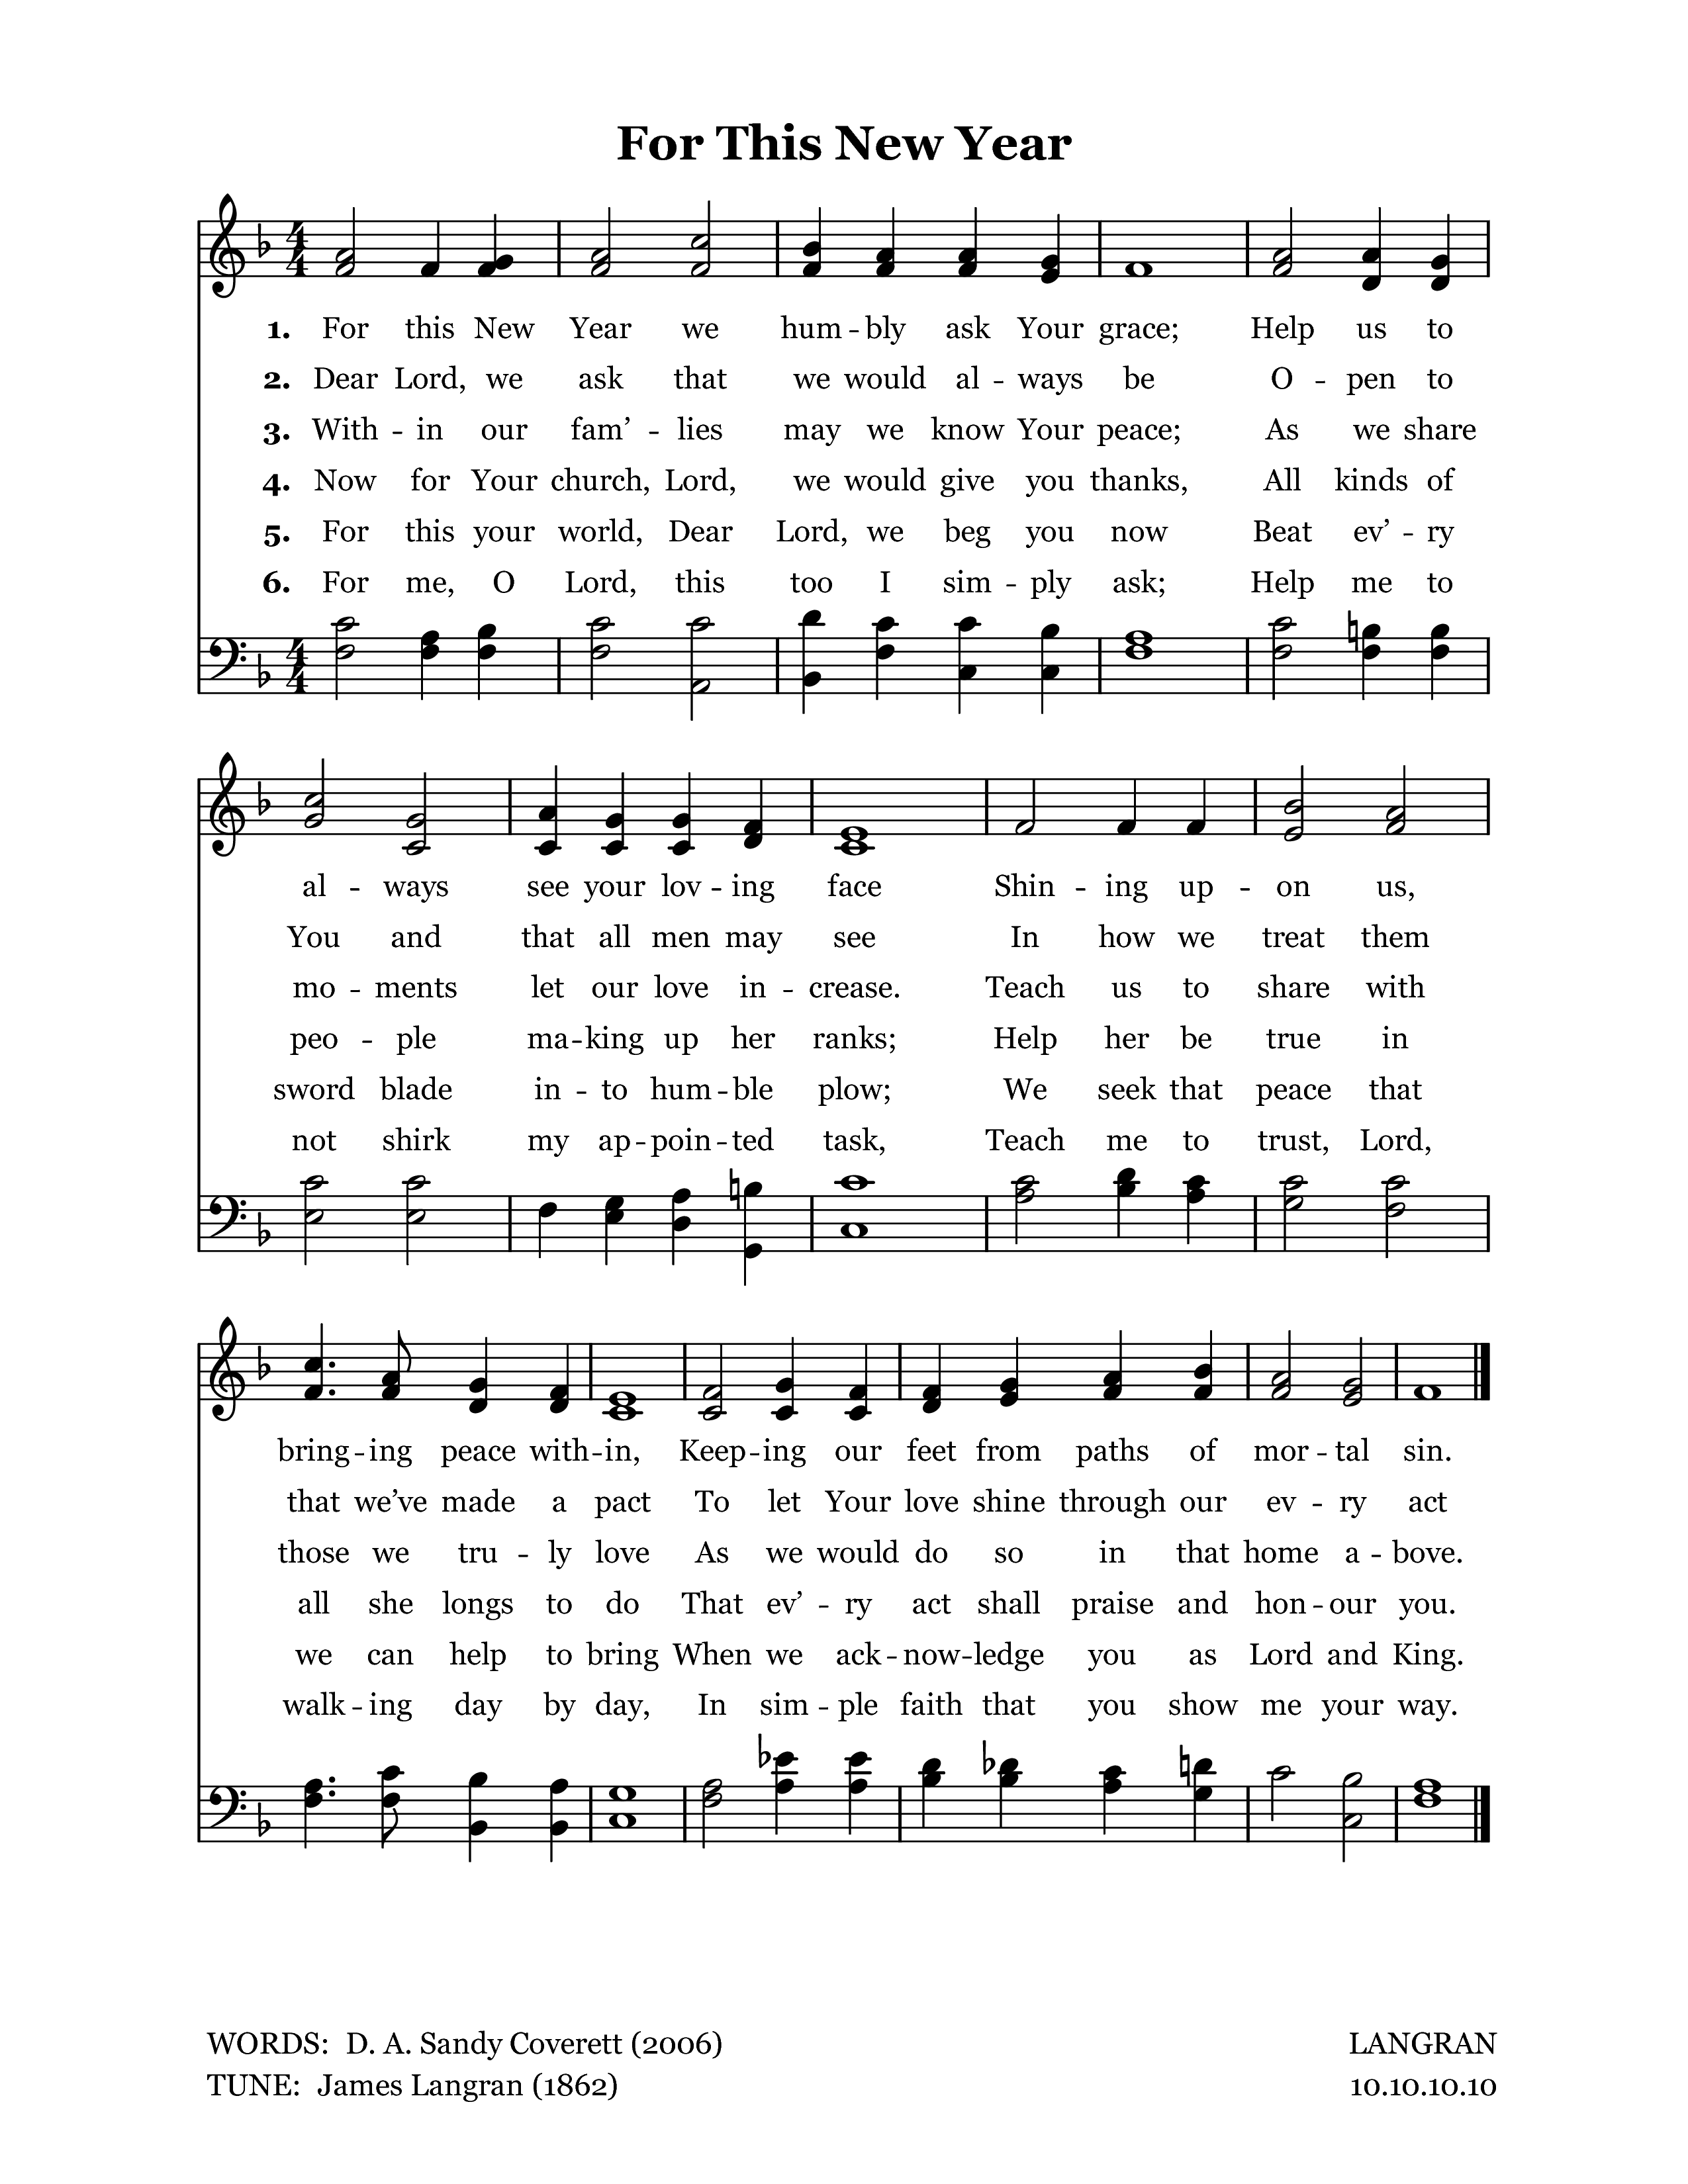 For This New Year
1. For this New Year we hum - bly ask Your grace; Help us to
2. Dear Lord, we ask that we would al - ways be O - pen to
3. With - in our fam’ - lies may we know Your peace; As we share
4. Now for Your church, Lord, we would give you thanks, All kinds of
5. For this your world, Dear Lord, we beg you now Beat ev’ - ry
6. For me, O Lord, this too I sim - ply ask; Help me to
al - ways see your lov - ing face Shin - ing up - on us,
You and that all men may see In how we treat them
mo - ments let our love in - crease. Teach us to share with
peo - ple ma - king up her ranks; Help her be true in
sword blade in - to hum - ble plow; We seek that peace that
not shirk my ap - poin - ted task, Teach me to trust, Lord,
bring - ing peace with - in, Keep - ing our feet from paths of mor - tal sin.
that we’ve made a pact To let Your love shine through our ev - ry act
those we tru - ly love As we would do so in that home a - bove.
all she longs to do That ev’ - ry act shall praise and hon - our you.
we can help to bring When we ack - now - ledge you as Lord and King.
walk - ing day by day, In sim - ple faith that you show me your way.
WORDS: D. A. Sandy Coverett (2006) LANGRAN
TUNE: James Langran (1862) 10.10.10.10